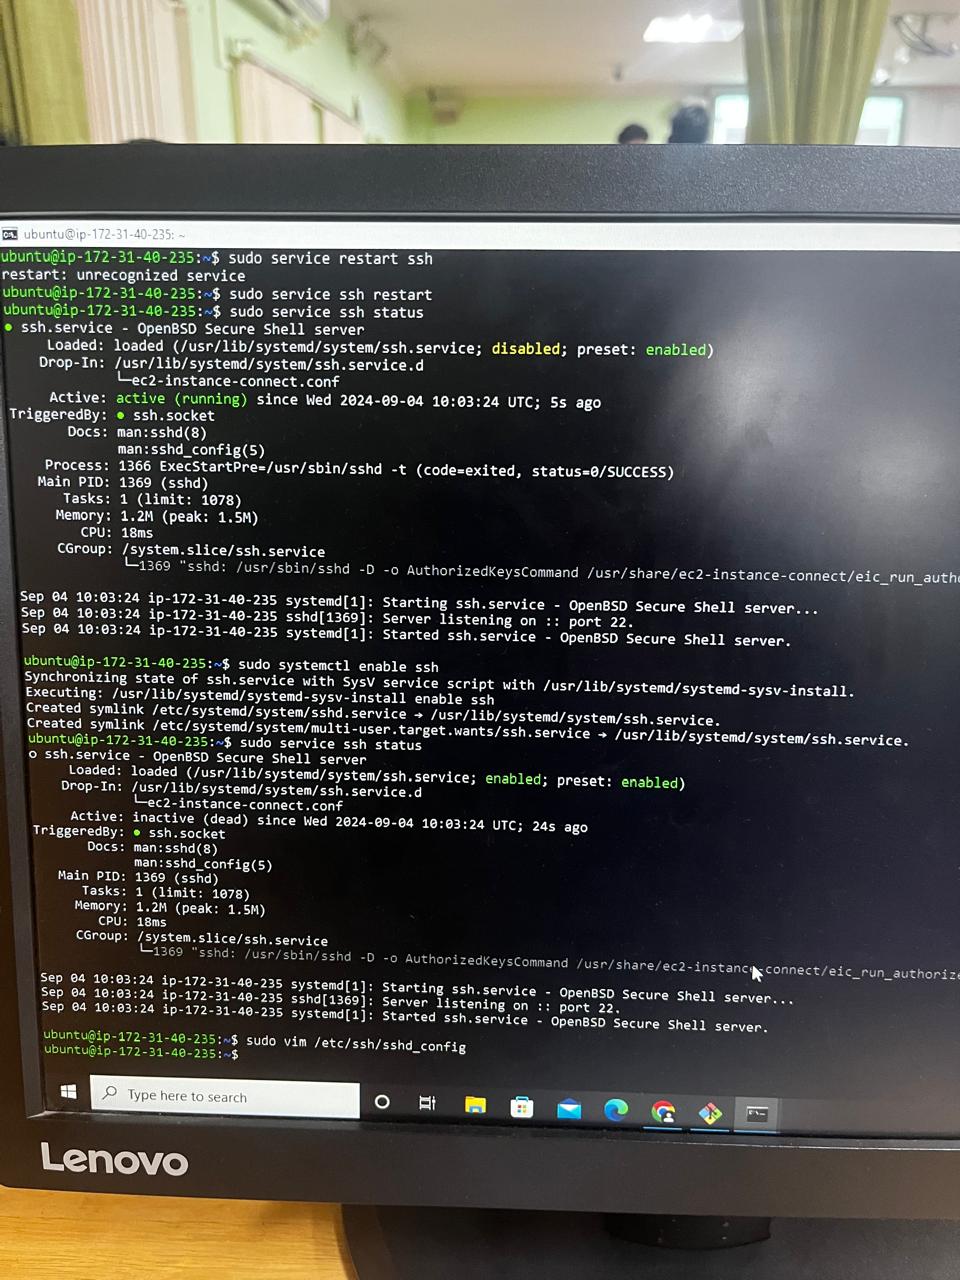 ubuntu@ip-172-31-40-235: ~
ubuntu@ip-172-31-40-235:~$ sudo service restart ssh
restart: unrecognized service
ubuntu@ip-172-31-40-235:~$ sudo service ssh restart
ubuntu@ip-172-31-40-235:~$ sudo service ssh status
● ssh.service - OpenBSD Secure Shell server
Loaded: loaded (/usr/lib/systemd/system/ssh.service; disabled; preset: enabled)
Drop-In: /usr/lib/systemd/system/ssh.service.d
└─ec2-instance-connect.conf
Active: active (running) since Wed 2024-09-04 10:03:24 UTC; 5s ago
TriggeredBy: ● ssh.socket
Docs: man:sshd(8)
man:sshd_config(5)
Process: 1366 ExecStartPre=/usr/sbin/sshd -t (code=exited, status=0/SUCCESS)
Main PID: 1369 (sshd)
Tasks: 1 (limit: 1078)
Memory: 1.2M (peak: 1.5M)
CPU: 18ms
CGroup: /system.slice/ssh.service
└─1369 "sshd: /usr/sbin/sshd -D -o AuthorizedKeysCommand /usr/share/ec2-instance-connect/eic_run_autho
Sep 04 10:03:24 ip-172-31-40-235 systemd[1]: Starting ssh.service - OpenBSD Secure Shell server...
Sep 04 10:03:24 ip-172-31-40-235 sshd[1369]: Server listening on :: port 22.
Sep 04 10:03:24 ip-172-31-40-235 systemd[1]: Started ssh.service - OpenBSD Secure Shell server.
ubuntu@ip-172-31-40-235:~$ sudo systemctl enable ssh
Synchronizing state of ssh.service with SysV service script with /usr/lib/systemd/systemd-sysv-install.
Executing: /usr/lib/systemd/systemd-sysv-install enable ssh
Created symlink /etc/systemd/system/sshd.service → /usr/lib/systemd/system/ssh.service.
Created symlink /etc/systemd/system/multi-user.target.wants/ssh.service → /usr/lib/systemd/system/ssh.service.
ubuntu@ip-172-31-40-235:~$ sudo service ssh status
○ ssh.service - OpenBSD Secure Shell server
Loaded: loaded (/usr/lib/systemd/system/ssh.service; enabled; preset: enabled)
Drop-In: /usr/lib/systemd/system/ssh.service.d
└─ec2-instance-connect.conf
Active: inactive (dead) since Wed 2024-09-04 10:03:24 UTC; 24s ago
TriggeredBy: ● ssh.socket
Docs: man:sshd(8)
man:sshd_config(5)
Main PID: 1369 (sshd)
Tasks: 1 (limit: 1078)
Memory: 1.2M (peak: 1.5M)
CPU: 18ms
CGroup: /system.slice/ssh.service
└─1369 "sshd: /usr/sbin/sshd -D -o AuthorizedKeysCommand /usr/share/ec2-instance-connect/eic_run_authorize
Sep 04 10:03:24 ip-172-31-40-235 systemd[1]: Starting ssh.service - OpenBSD Secure Shell server...
Sep 04 10:03:24 ip-172-31-40-235 sshd[1369]: Server listening on :: port 22.
Sep 04 10:03:24 ip-172-31-40-235 systemd[1]: Started ssh.service - OpenBSD Secure Shell server.
ubuntu@ip-172-31-40-235:~$ sudo vim /etc/ssh/sshd_config
ubuntu@ip-172-31-40-235:~$
Type here to search
Lenovo